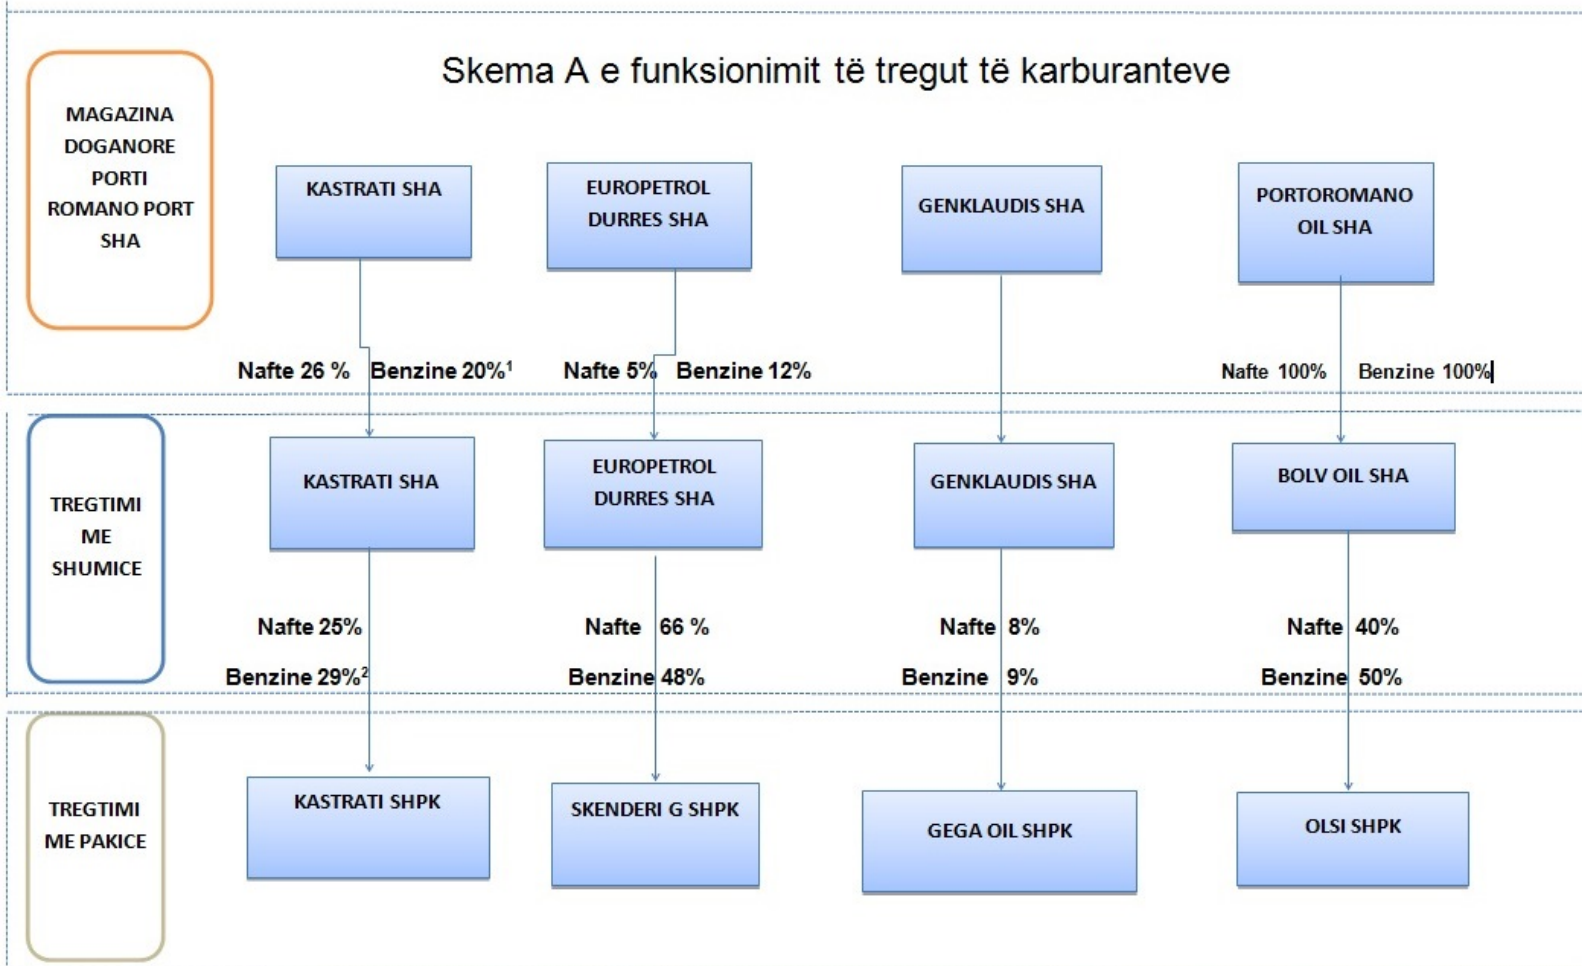 Skema A e funksionimit të tregut të karburanteve
MAGAZINA
DOGANORE
PORTI
ROMANO PORT
SHA
KASTRATI SHA
EUROPETROL
DURRES SHA
GENKLAUDIS SHA
PORTOROMANO
OIL SHA
Nafte 26 % Benzine 20%¹
Nafte 5% Benzine 12%
Nafte 100% Benzine 100%
TREGTIMI
ME
SHUMICE
KASTRATI SHA
EUROPETROL
DURRES SHA
GENKLAUDIS SHA
BOLV OIL SHA
Nafte 25%
Benzine 29%²
Nafte 66 %
Benzine 48%
Nafte 8%
Benzine 9%
Nafte 40%
Benzine 50%
TREGTIMI
ME PAKICE
KASTRATI SHPK
SKENDERI G SHPK
GEGA OIL SHPK
OLSI SHPK